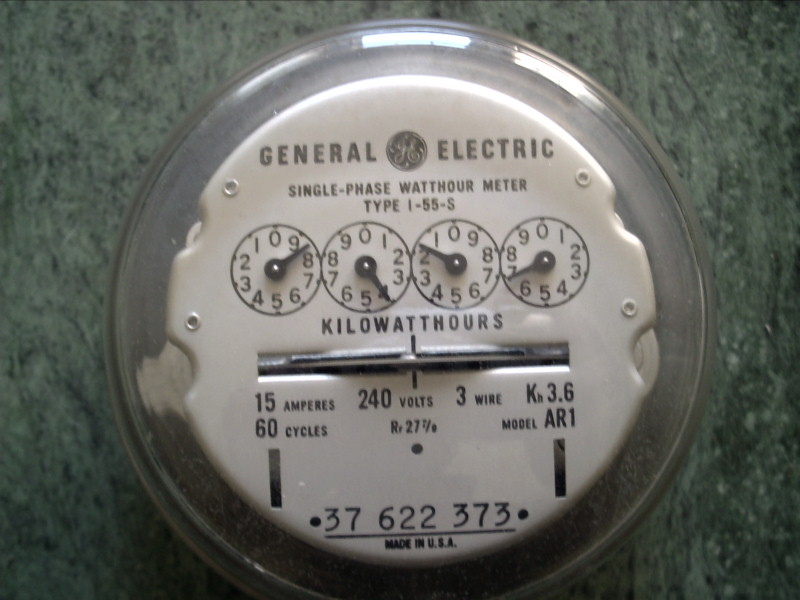 GENERAL GE ELECTRIC
SINGLE-PHASE WATTHOUR METER
TYPE I-55-S
1 0 9 8 7 6 5 4 3 2
9 0 1 2 3 4 5 6 7 8
1 0 9 8 7 6 5 4 3 2
9 0 1 2 3 4 5 6 7 8
KILOWATTHOURS
15 AMPERES 240 VOLTS 3 WIRE Kh 3.6
60 CYCLES Rr 27 7/9 MODEL AR1
•37 622 373•
MADE IN U.S.A.